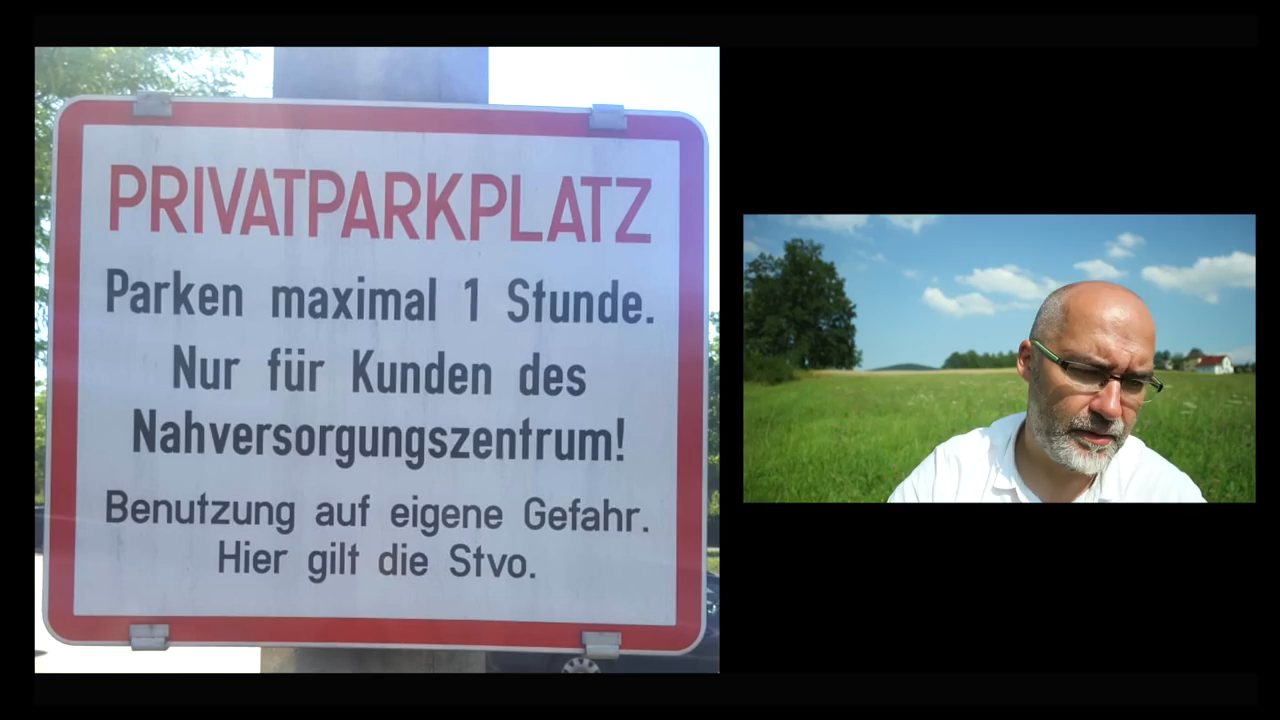 PRIVATPARKPLATZ
Parken maximal 1 Stunde.
Nur für Kunden des
Nahversorgungszentrum!
Benutzung auf eigene Gefahr.
Hier gilt die Stvo.